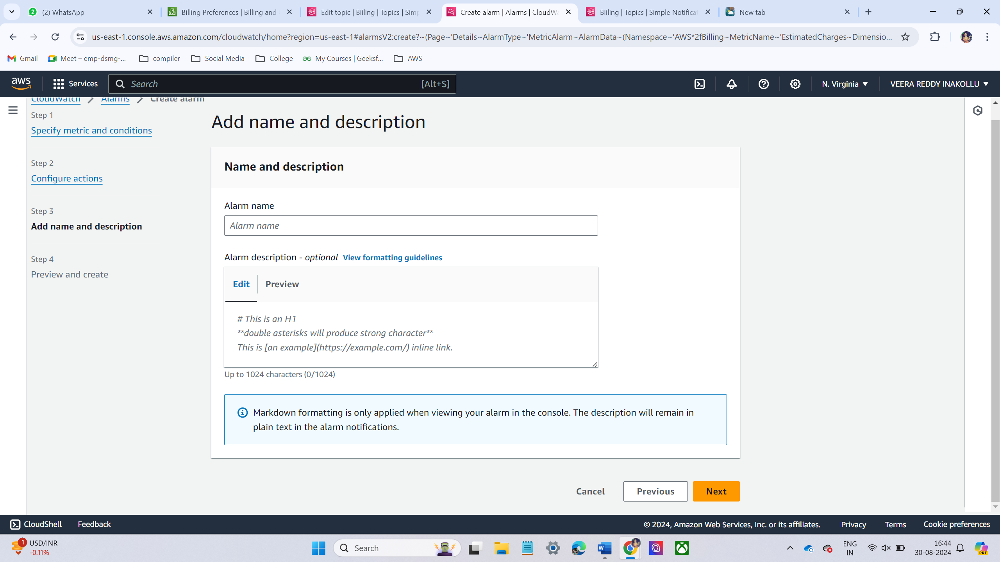 (2) WhatsApp
Billing Preferences | Billing and
Edit topic | Biiling | Topics | Simp
Create alarm | Alarms | CloudWa
Biiling | Topics | Simple Notificat
New tab
us-east-1.console.aws.amazon.com/cloudwatch/home?region=us-east-1#alarmsV2:create?~(Page~'Details~AlarmType~'MetricAlarm~AlarmData~(Namespace~'AWS*2fBilling~MetricName~'EstimatedCharges~Dimensio...
Gmail
Meet – emp-dsmg-...
compiler
Social Media
College
My Courses | Geeksf...
AWS
aws
Services
Search
[Alt+S]
N. Virginia
VEERA REDDY INAKOLLU
CloudWatch
Alarms
Create alarm
Step 1
Specify metric and conditions
Step 2
Configure actions
Step 3
Add name and description
Step 4
Preview and create
Add name and description
Name and description
Alarm name
Alarm name
Alarm description - optional View formatting guidelines
Edit
Preview
# This is an H1
**double asterisks will produce strong character**
This is [an example](https://example.com/) inline link.
Up to 1024 characters (0/1024)
Markdown formatting is only applied when viewing your alarm in the console. The description will remain in
plain text in the alarm notifications.
Cancel
Previous
Next
CloudShell
Feedback
© 2024, Amazon Web Services, Inc. or its affiliates.
Privacy
Terms
Cookie preferences
1
USD/INR
-0.11%
Search
ENG
IN
16:44
30-08-2024
PRE